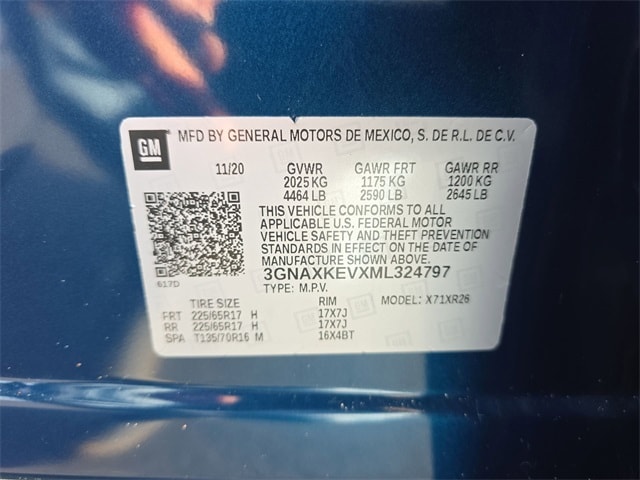 GM
MFD BY GENERAL MOTORS DE MEXICO, S. DE R.L. DE C.V.
11/20 GVWR GAWR FRT GAWR RR
2025 KG 1175 KG 1200 KG
4464 LB 2590 LB 2645 LB
THIS VEHICLE CONFORMS TO ALL
APPLICABLE U.S. FEDERAL MOTOR
VEHICLE SAFETY AND THEFT PREVENTION
STANDARDS IN EFFECT ON THE DATE OF
MANUFACTURE SHOWN ABOVE.
3GNAXKEVXML324797
617D
TYPE: M.P.V.
TIRE SIZE RIM MODEL: X71XR26
FRT 225/65R17 H 17X7J
RR 225/65R17 H 17X7J
SPA T135/70R16 M 16X4BT